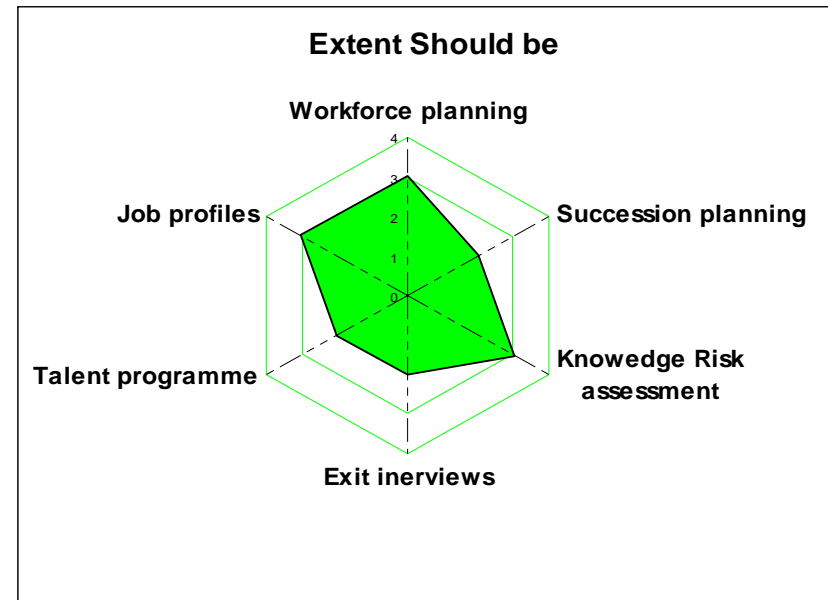 Extent Should be
Workforce planning
4
3
2
1
0
Job profiles
Succession planning
Talent programme
Knowedge Risk
assessment
Exit inerviews